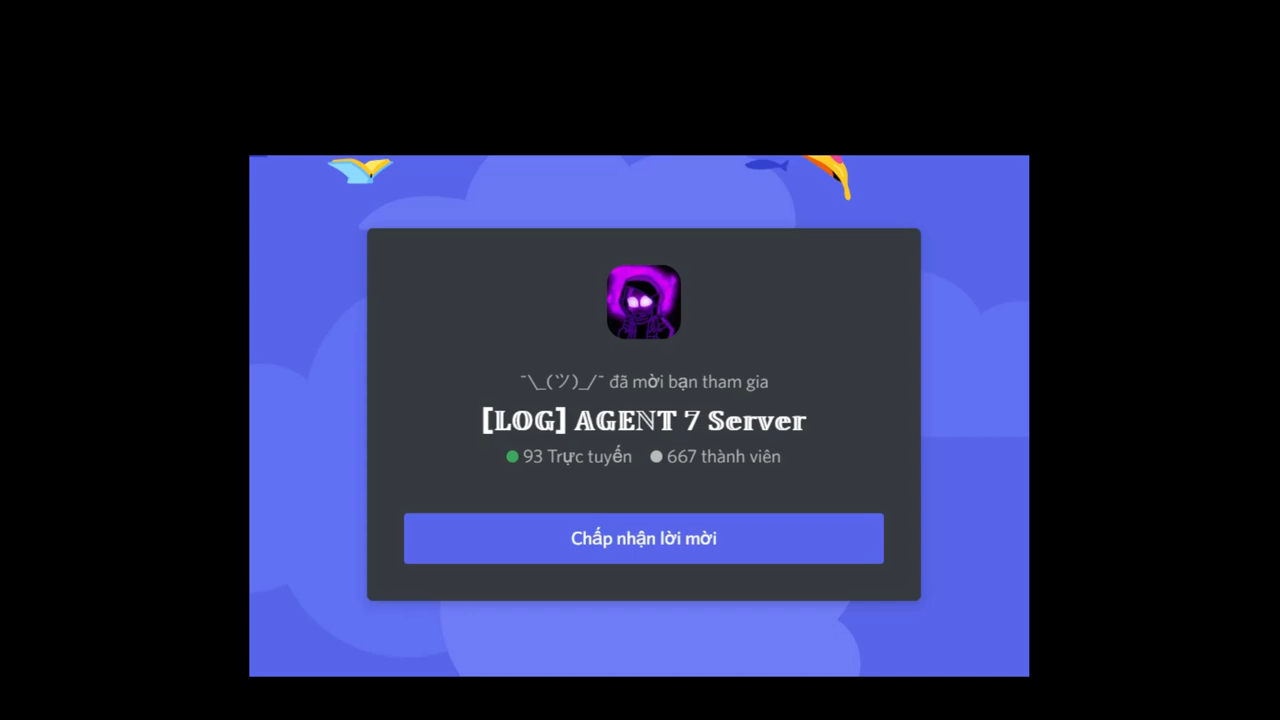 ¯\_(ツ)_/¯ đã mời bạn tham gia
[LOG] AGENT 7 Server
93 Trực tuyến 667 thành viên
Chấp nhận lời mời